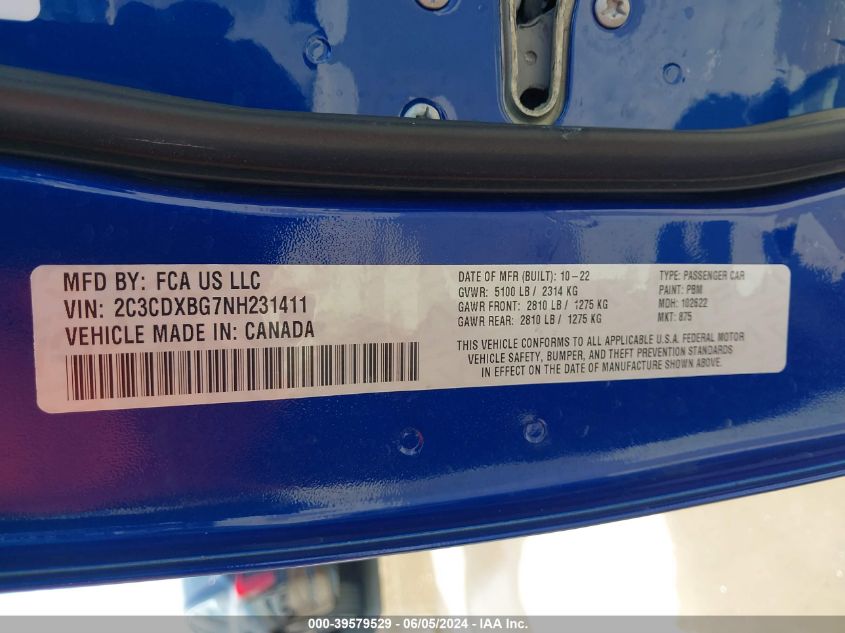 MFD BY: FCA US LLC
VIN: 2C3CDXBG7NH231411
VEHICLE MADE IN: CANADA
DATE OF MFR (BUILT): 10-22
GVWR: 5100 LB / 2314 KG
GAWR FRONT: 2810 LB / 1275 KG
GAWR REAR: 2810 LB / 1275 KG
TYPE: PASSENGER CAR
PAINT: PBM
MDH: 102622
MKT: 875
THIS VEHICLE CONFORMS TO ALL APPLICABLE U.S.A. FEDERAL MOTOR
VEHICLE SAFETY, BUMPER, AND THEFT PREVENTION STANDARDS
IN EFFECT ON THE DATE OF MANUFACTURE SHOWN ABOVE.
000-39579529 - 06/05/2024 - IAA Inc.